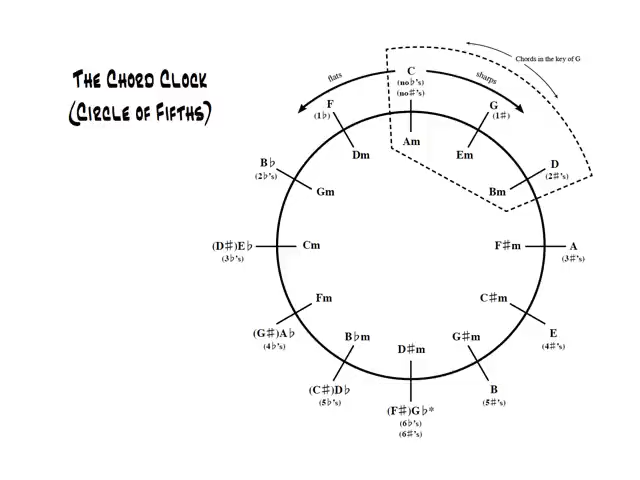 THE CHORD CLOCK
(CIRCLE OF FIFTHS)
Chords in the key of G
flats
sharps
C
(no♭'s)
(no♯'s)
Am
F
(1♭)
Dm
G
(1♯)
Em
B♭
(2♭'s)
Gm
D
(2♯'s)
Bm
(D♯)E♭
(3♭'s)
Cm
A
(3♯'s)
F♯m
(G♯)A♭
(4♭'s)
Fm
E
(4♯'s)
C♯m
(C♯)D♭
(5♭'s)
B♭m
B
(5♯'s)
G♯m
D♯m
(F♯)G♭*
(6♭'s)
(6♯'s)